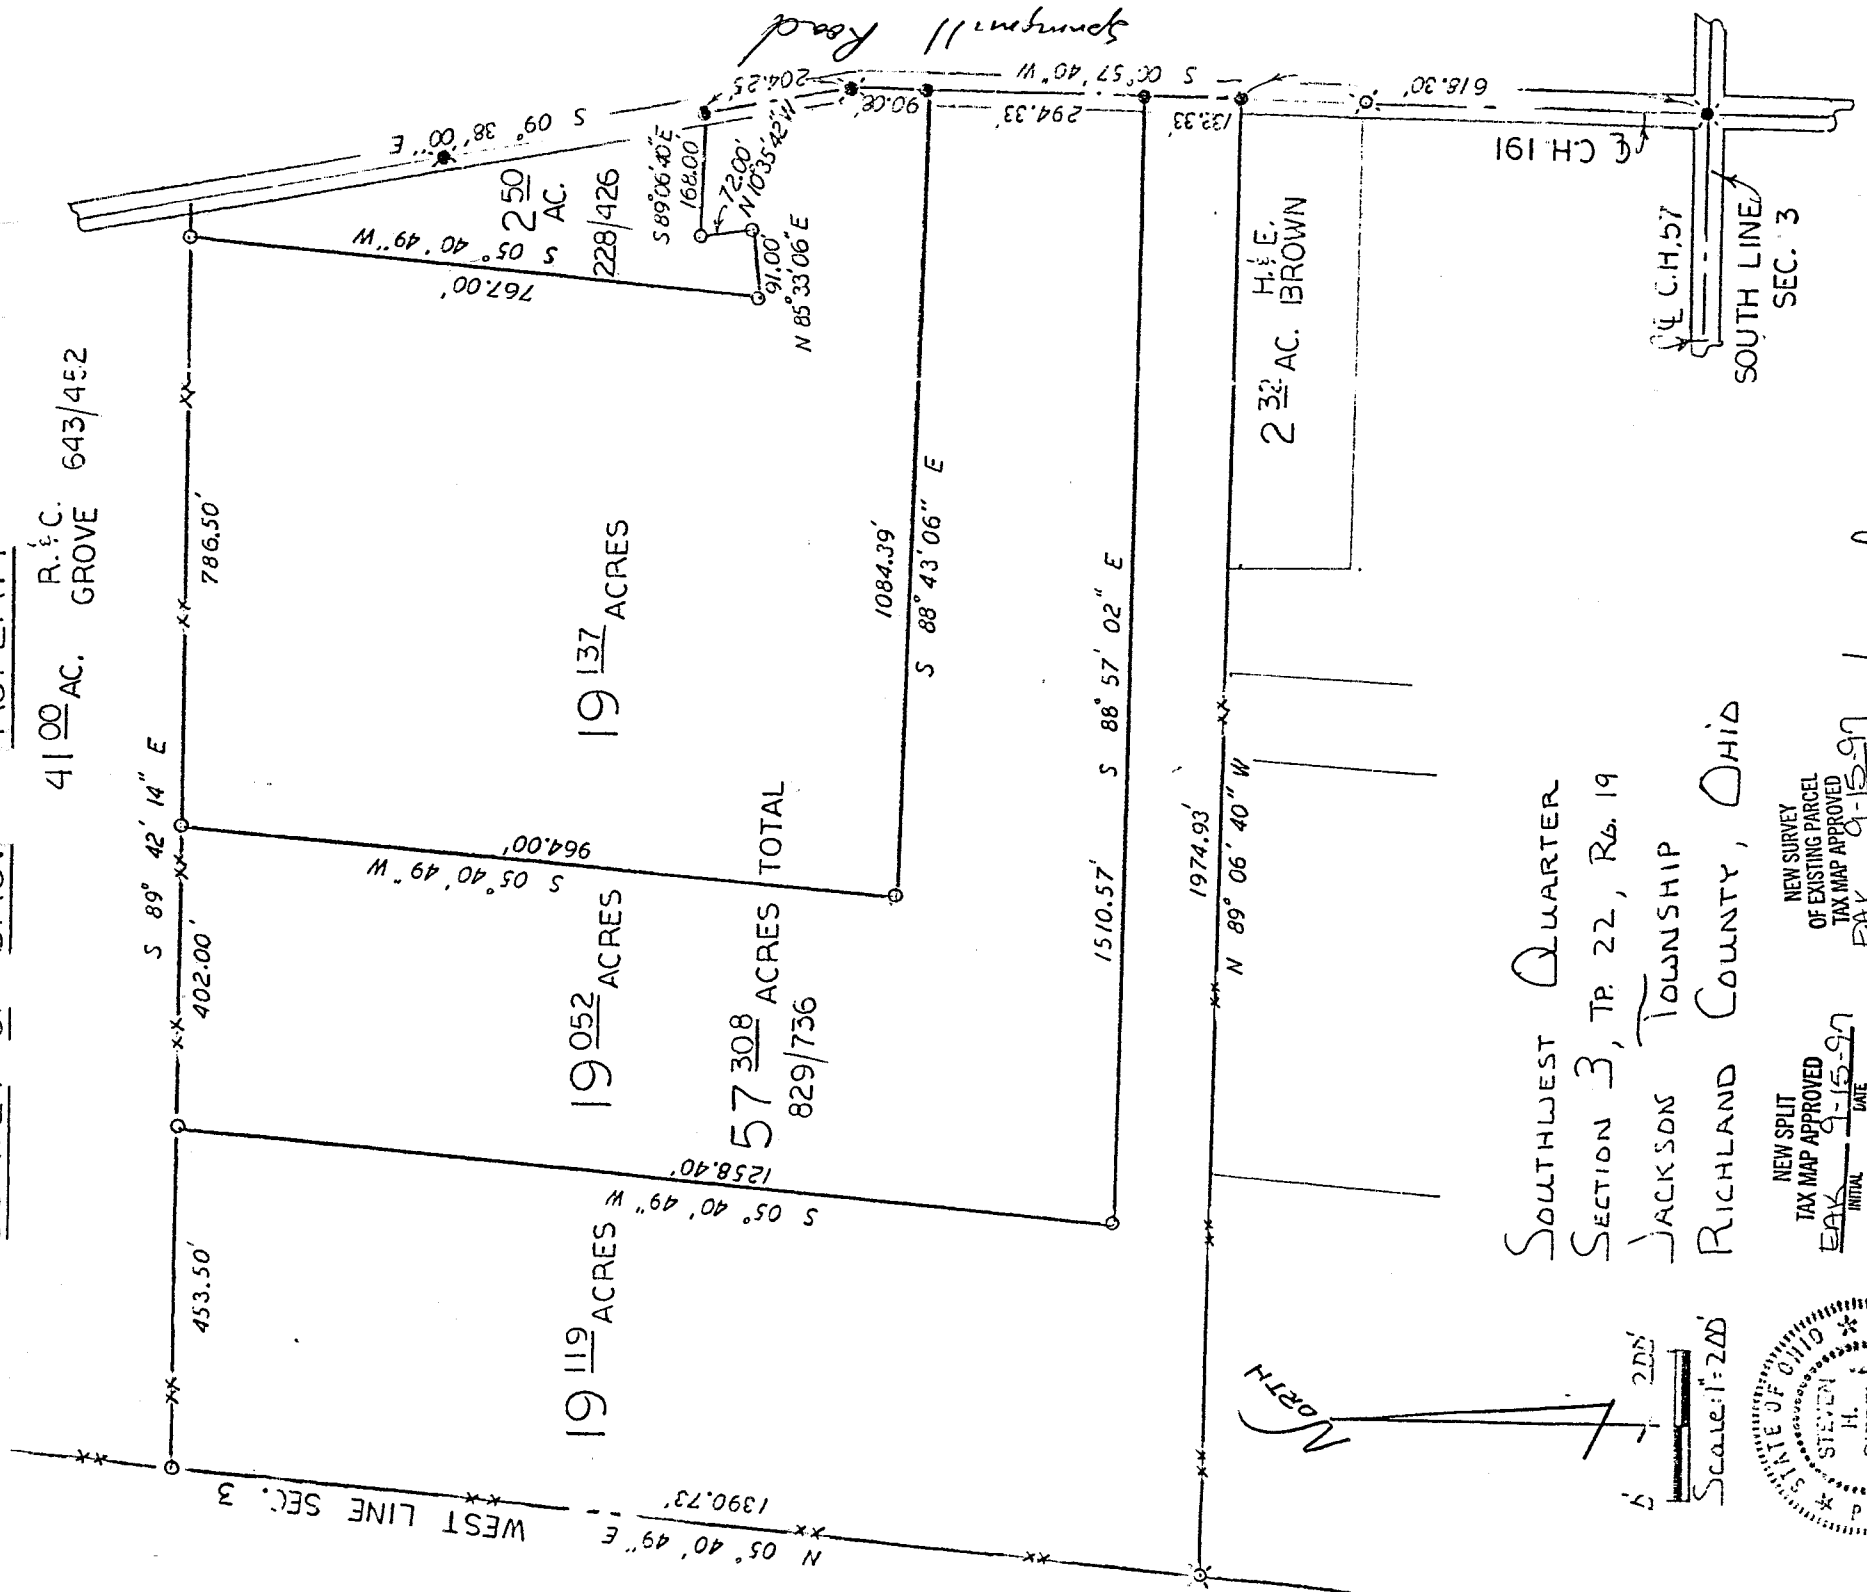 41 00 AC. R. & C. GROVE 643/452
S 89° 42' 14" E
453.50'
402.00'
786.50'
WEST LINE SEC. 3
N 05° 40' 49" E
1390.73'
19 119 ACRES
S 05° 40' 49" W
1258.40'
19 052 ACRES
57 308 ACRES TOTAL
829/736
S 05° 40' 49" W
964.00'
19 137 ACRES
S 05° 40' 49" W
767.00'
2 50 AC.
228/426
S 09° 38' 00" E
S 89° 06' 40" E
168.00'
72.00'
N 10° 35' 42" W
91.00'
N 85° 33' 06" E
204.25'
90.00'
Road
S 00° 57' 40" W
294.33'
132.33'
618.30'
1084.39'
S 88° 43' 06" E
1510.57'
S 88° 57' 02" E
1974.93'
N 89° 06' 40" W
H. & E. BROWN
2 32 AC.
℄ C.H. 191
℄ C.H. 57
SOUTH LINE
SEC. 3
NORTH
200'
Scale: 1"=200'
SOUTHWEST QUARTER
SECTION 3, TP. 22, RG. 19
JACKSON TOWNSHIP
RICHLAND COUNTY, OHIO
NEW SPLIT
TAX MAP APPROVED
EAK 9-15-97
INITIAL DATE
NEW SURVEY
OF EXISTING PARCEL
TAX MAP APPROVED
EAK 9-15-97
STATE OF OHIO
STEVEN
H.